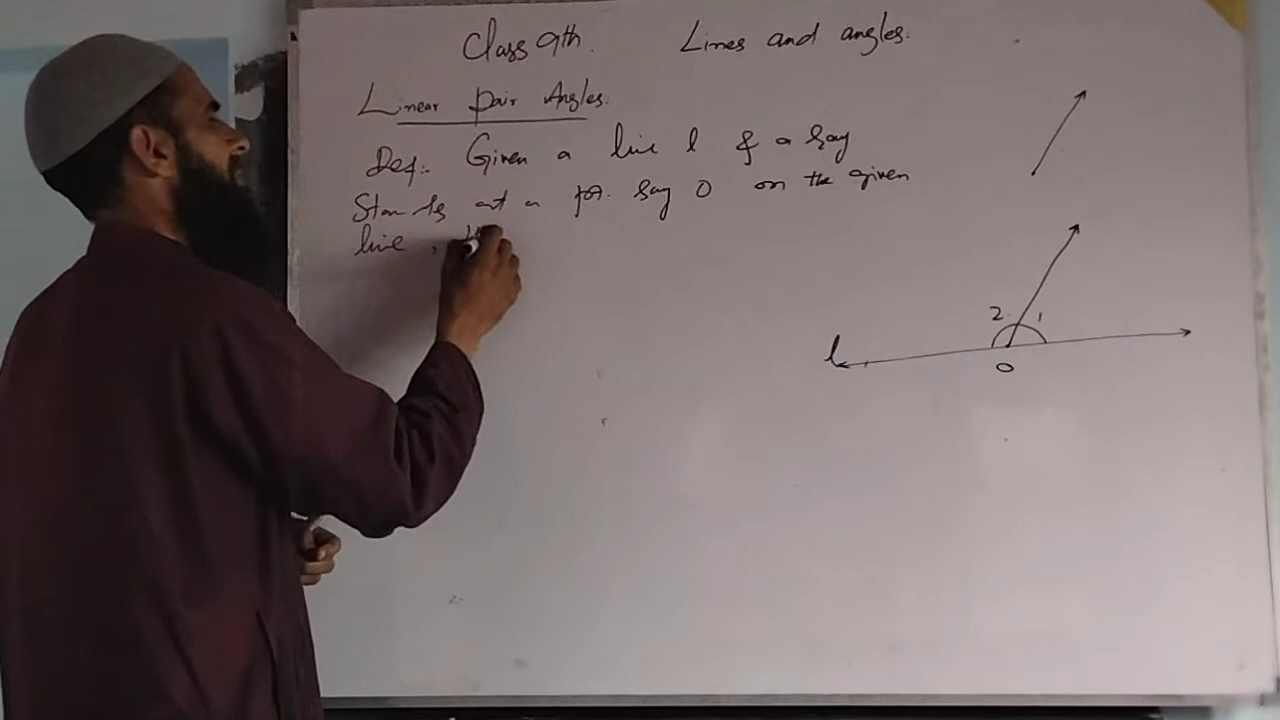 Class 9th. Lines and angles.
Linear pair Angles.
Def:- Given a line l & a Ray
Stands at a pt. Say O on the given
line ,
2 1
l
O